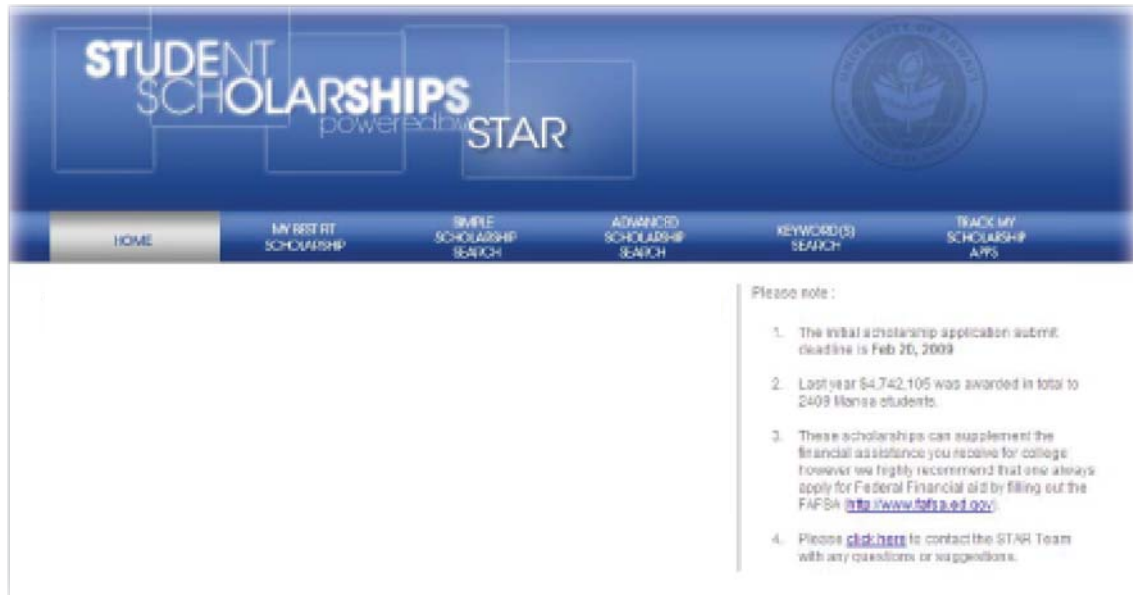 STUDENT
SCHOLARSHIPS
powered by
STAR
UNIVERSITY OF HAWAII
HOME
MY BEST FIT
SCHOLARSHIP
SIMPLE
SCHOLARSHIP
SEARCH
ADVANCED
SCHOLARSHIP
SEARCH
KEYWORD(S)
SEARCH
TRACK MY
SCHOLARSHIP
APPS
Please note :
1. The initial scholarship application submit
deadline is Feb 20, 2009
2. Last year $4,742,105 was awarded in total to
2409 Manoa students.
3. These scholarships can supplement the
financial assistance you receive for college
however we highly recommend that one always
apply for Federal Financial aid by filling out the
FAFSA (http://www.fafsa.ed.gov).
4. Please click here to contact the STAR Team
with any questions or suggestions.